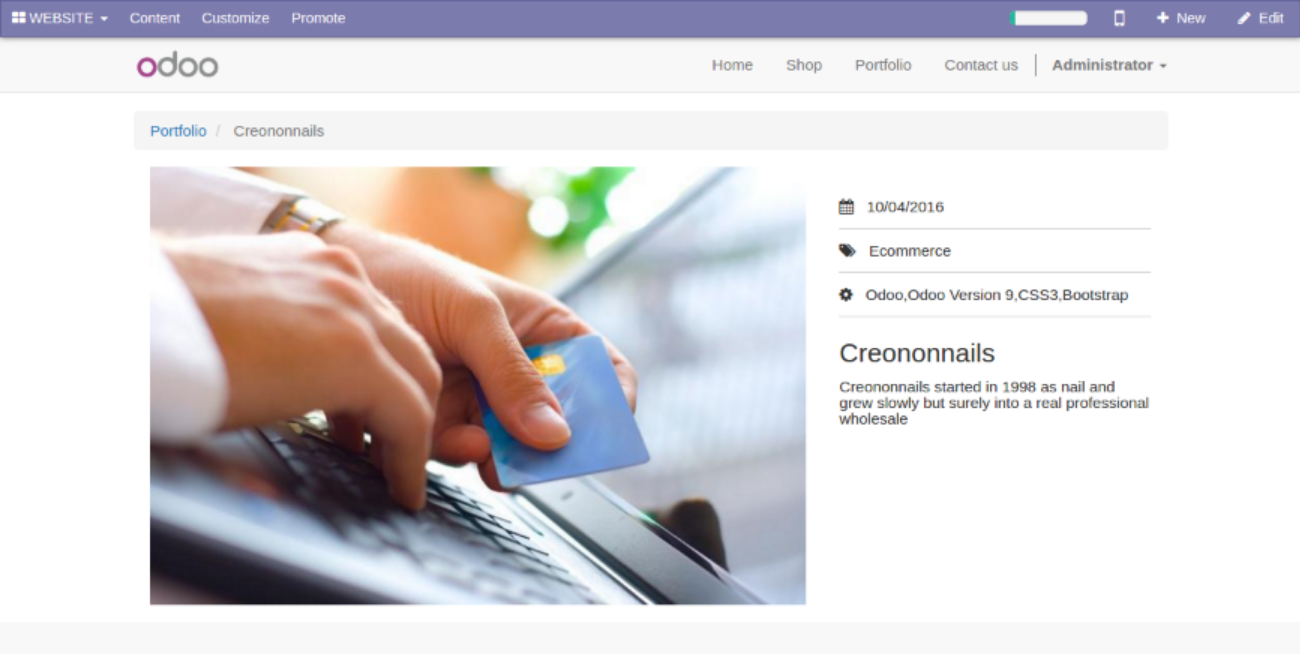 WEBSITE Content Customize Promote New Edit
odoo Home Shop Portfolio Contact us Administrator
Portfolio / Creononnails
10/04/2016
Ecommerce
Odoo,Odoo Version 9,CSS3,Bootstrap
Creononnails
Creononnails started in 1998 as nail and
grew slowly but surely into a real professional
wholesale